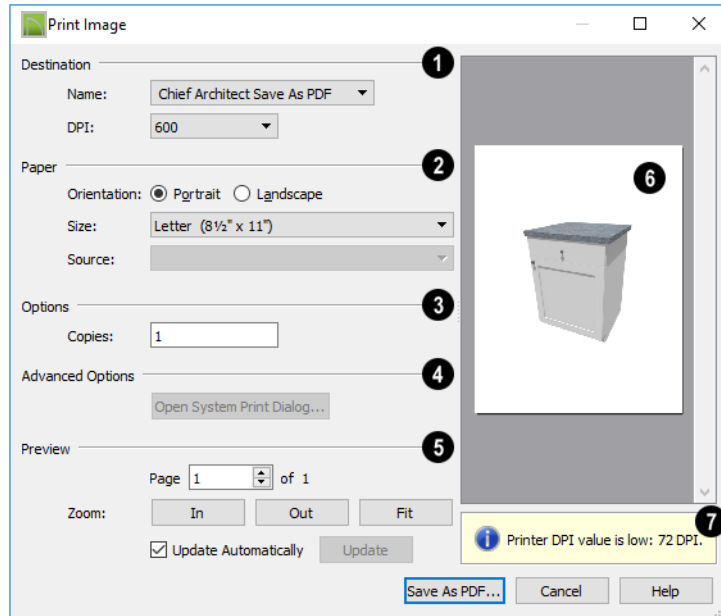 Print Image
Destination
1
Name: Chief Architect Save As PDF
DPI: 600
Paper
2
Orientation: Portrait Landscape
Size: Letter (8½" x 11")
Source:
Options
3
Copies: 1
Advanced Options
4
Open System Print Dialog...
Preview
5
Page 1 of 1
Zoom: In Out Fit
Update Automatically Update
6
7
Printer DPI value is low: 72 DPI.
Save As PDF... Cancel Help